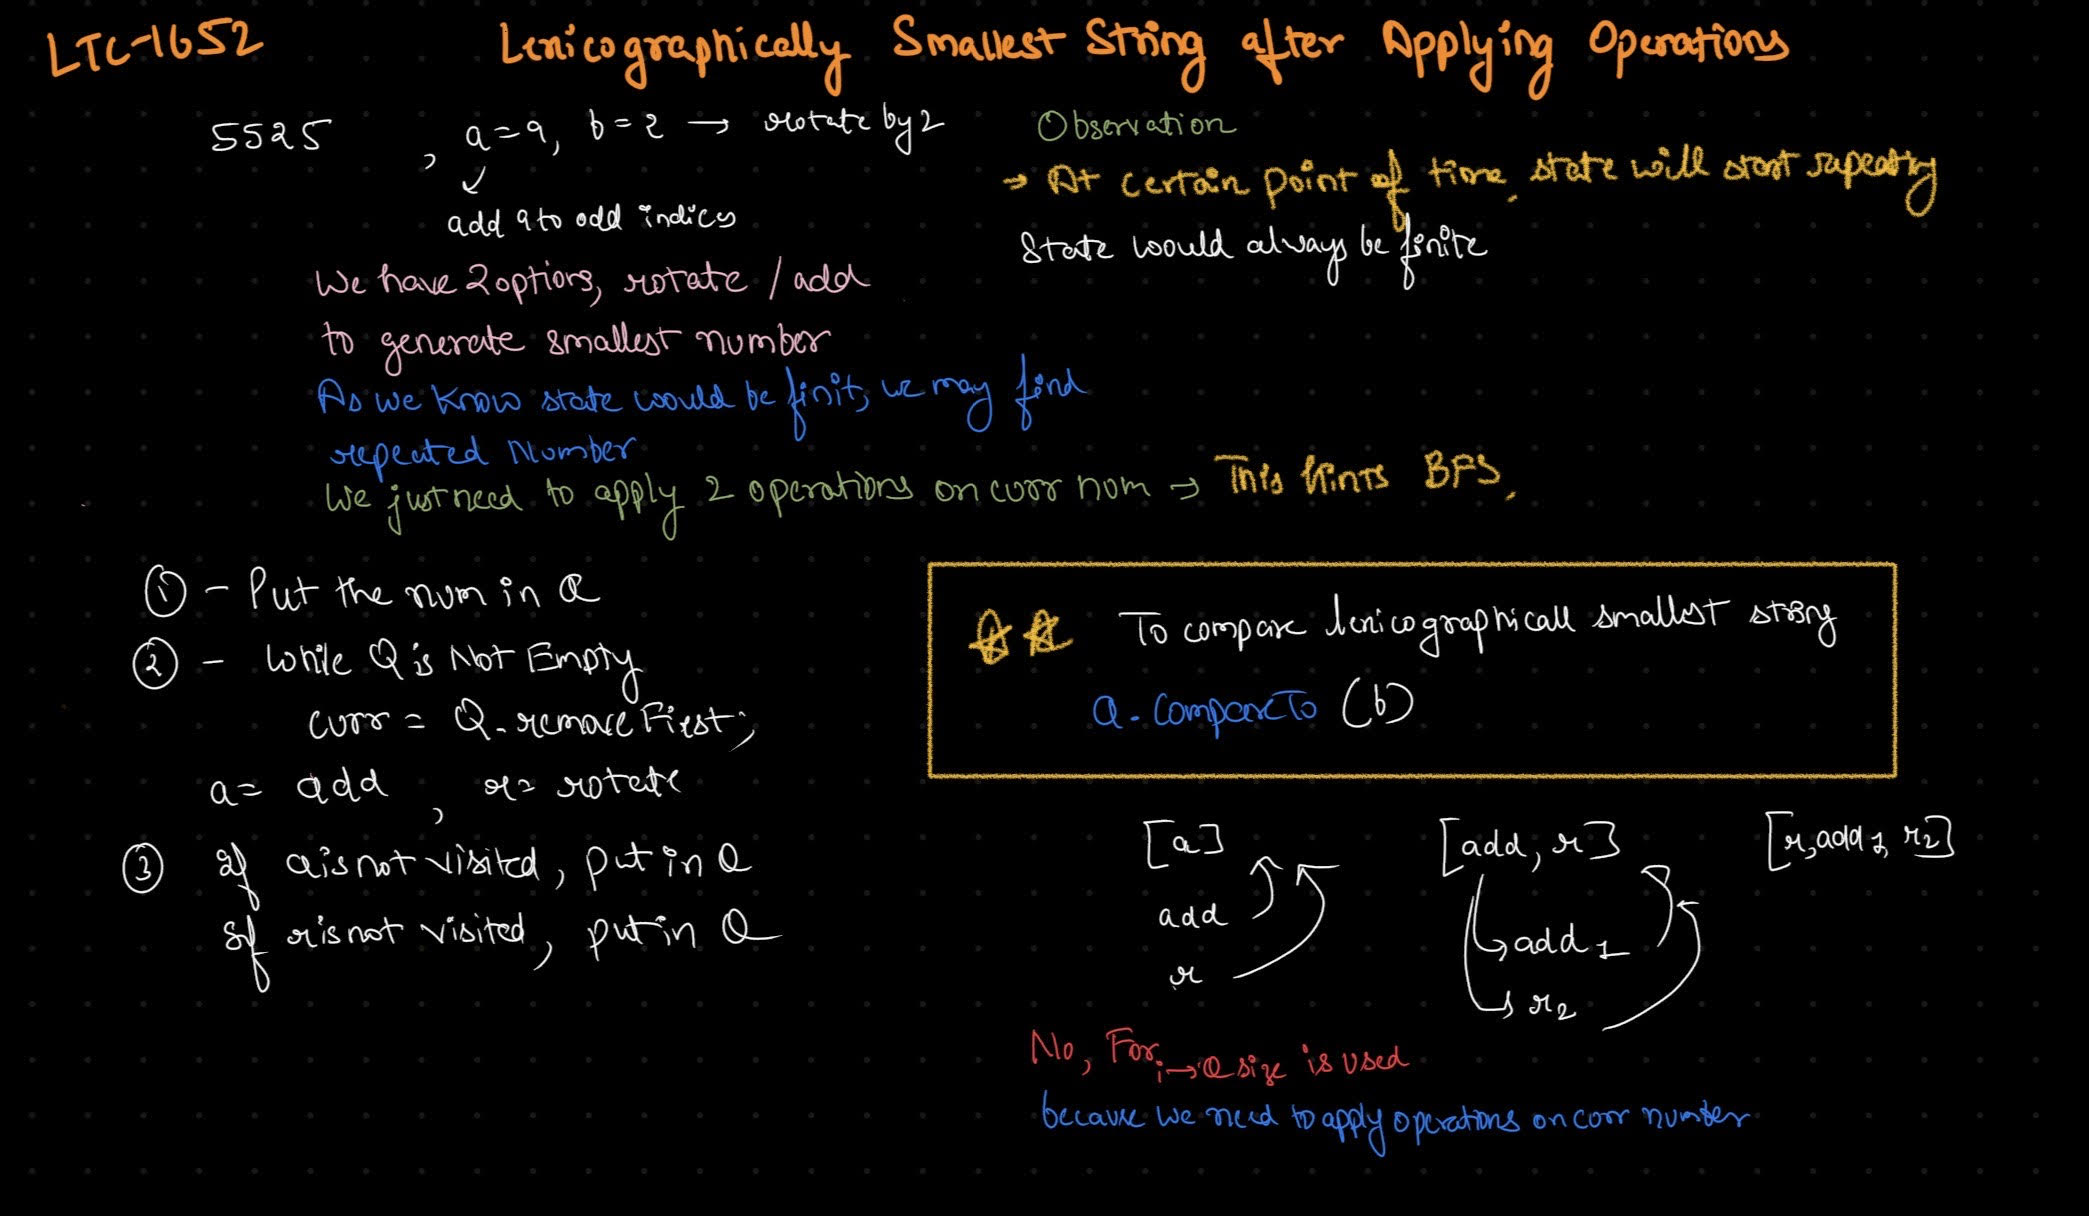 LTC-1652 Lexicographically Smallest String after Applying Operations
5525 , a=9, b=2 → rotate by 2
add 9 to odd indices
We have 2 options, rotate / add
to generate smallest number
As we know state would be finit, we may find
repeated Number
We just need to apply 2 operations on curr num → This hints BFS.
Observation
→ At certain point of time, state will start
State would always be finite
① - Put the num in Q
② - While Q is Not Empty
curr = Q.removeFirst;
a= add , r= rotate
③ if a is not visited, put in Q
if r is not visited, put in Q
To compare lexicographicall smallest string
a.compareTo (b)
[a] [add, r] [r, add1, r2]
add
r
add1
r2
No, For i→Q size is used
because we need to apply operations on curr number